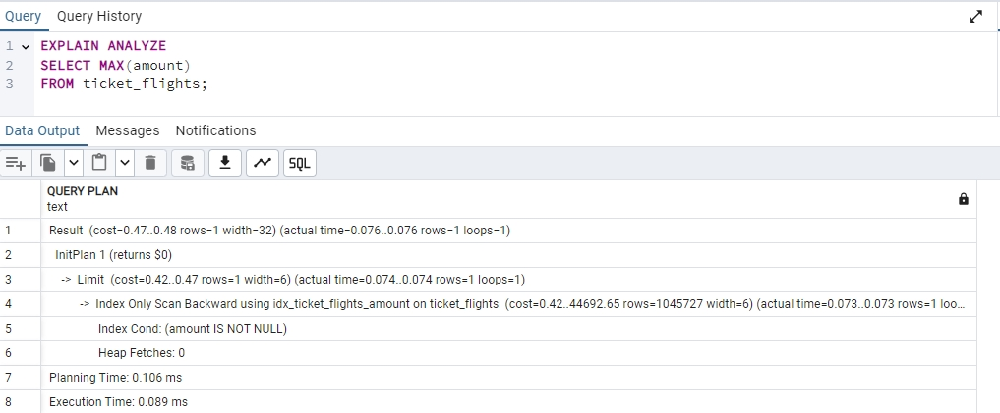 Query Query History
1 EXPLAIN ANALYZE
2 SELECT MAX(amount)
3 FROM ticket_flights;
Data Output Messages Notifications
SQL
QUERY PLAN
text
1 Result (cost=0.47..0.48 rows=1 width=32) (actual time=0.076..0.076 rows=1 loops=1)
2 InitPlan 1 (returns $0)
3 -> Limit (cost=0.42..0.47 rows=1 width=6) (actual time=0.074..0.074 rows=1 loops=1)
4 -> Index Only Scan Backward using idx_ticket_flights_amount on ticket_flights (cost=0.42..44692.65 rows=1045727 width=6) (actual time=0.073..0.073 rows=1 loo...
5 Index Cond: (amount IS NOT NULL)
6 Heap Fetches: 0
7 Planning Time: 0.106 ms
8 Execution Time: 0.089 ms